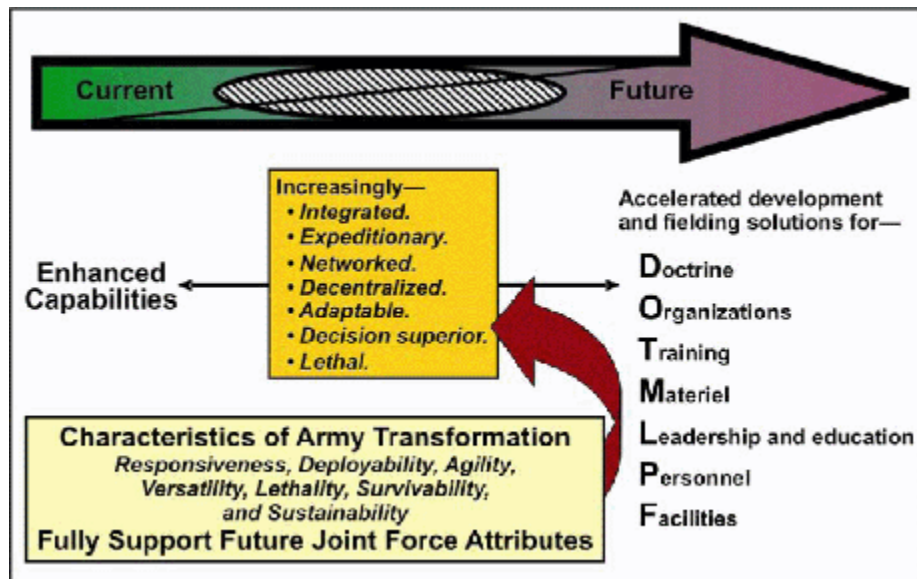 Current
Future
Increasingly—
• Integrated.
• Expeditionary.
• Networked.
• Decentralized.
• Adaptable.
• Decision superior.
• Lethal.
Enhanced
Capabilities
Accelerated development
and fielding solutions for—
Doctrine
Organizations
Training
Materiel
Leadership and education
Personnel
Facilities
Characteristics of Army Transformation
Responsiveness, Deployability, Agility,
Versatility, Lethality, Survivability,
and Sustainability
Fully Support Future Joint Force Attributes